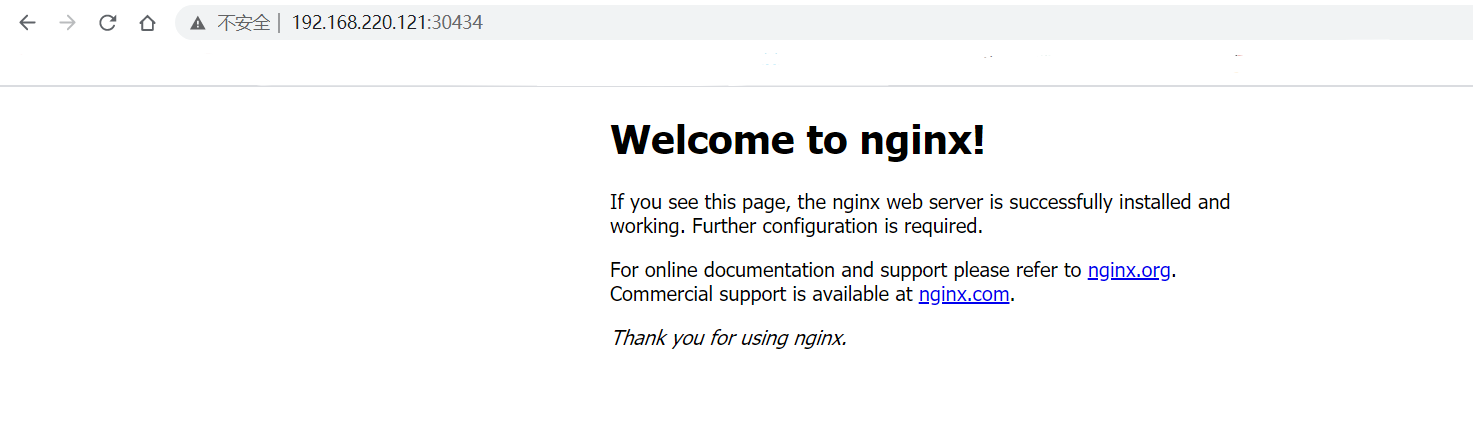 不安全 | 192.168.220.121:30434
Welcome to nginx!
If you see this page, the nginx web server is successfully installed and
working. Further configuration is required.
For online documentation and support please refer to nginx.org.
Commercial support is available at nginx.com.
Thank you for using nginx.